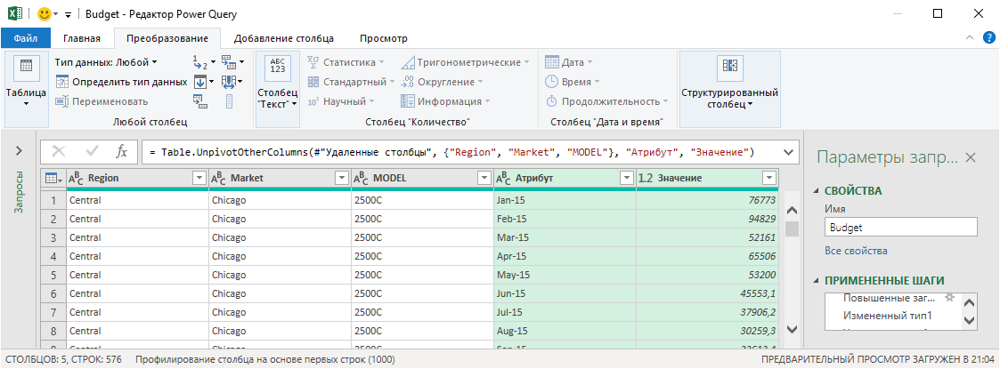 Budget - Редактор Power Query
Файл Главная Преобразование Добавление столбца Просмотр
Таблица
Тип данных: Любой
Определить тип данных
Переименовать
Любой столбец
ABC
123
Столбец
"Текст"
Статистика
Стандартный
Научный
Тригонометрические
Округление
Информация
Столбец "Количество"
Дата
Время
Продолжительность
Столбец "Дата и время"
Структурированный
столбец
Запросы
= Table.UnpivotOtherColumns(#"Удаленные столбцы", {"Region", "Market", "MODEL"}, "Атрибут", "Значение")
ABC Region ABC Market ABC MODEL ABC Атрибут 1.2 Значение
1 Central Chicago 2500C Jan-15 76773
2 Central Chicago 2500C Feb-15 94829
3 Central Chicago 2500C Mar-15 52161
4 Central Chicago 2500C Apr-15 65506
5 Central Chicago 2500C May-15 53200
6 Central Chicago 2500C Jun-15 45553,1
7 Central Chicago 2500C Jul-15 37906,2
8 Central Chicago 2500C Aug-15 30259,3
Параметры запр...
СВОЙСТВА
Имя
Budget
Все свойства
ПРИМЕНЕННЫЕ ШАГИ
Повышенные заг...
Измененный тип1
СТОЛБЦОВ: 5, СТРОК: 576 Профилирование столбца на основе первых строк (1000) ПРЕДВАРИТЕЛЬНЫЙ ПРОСМОТР ЗАГРУЖЕН В 21:04